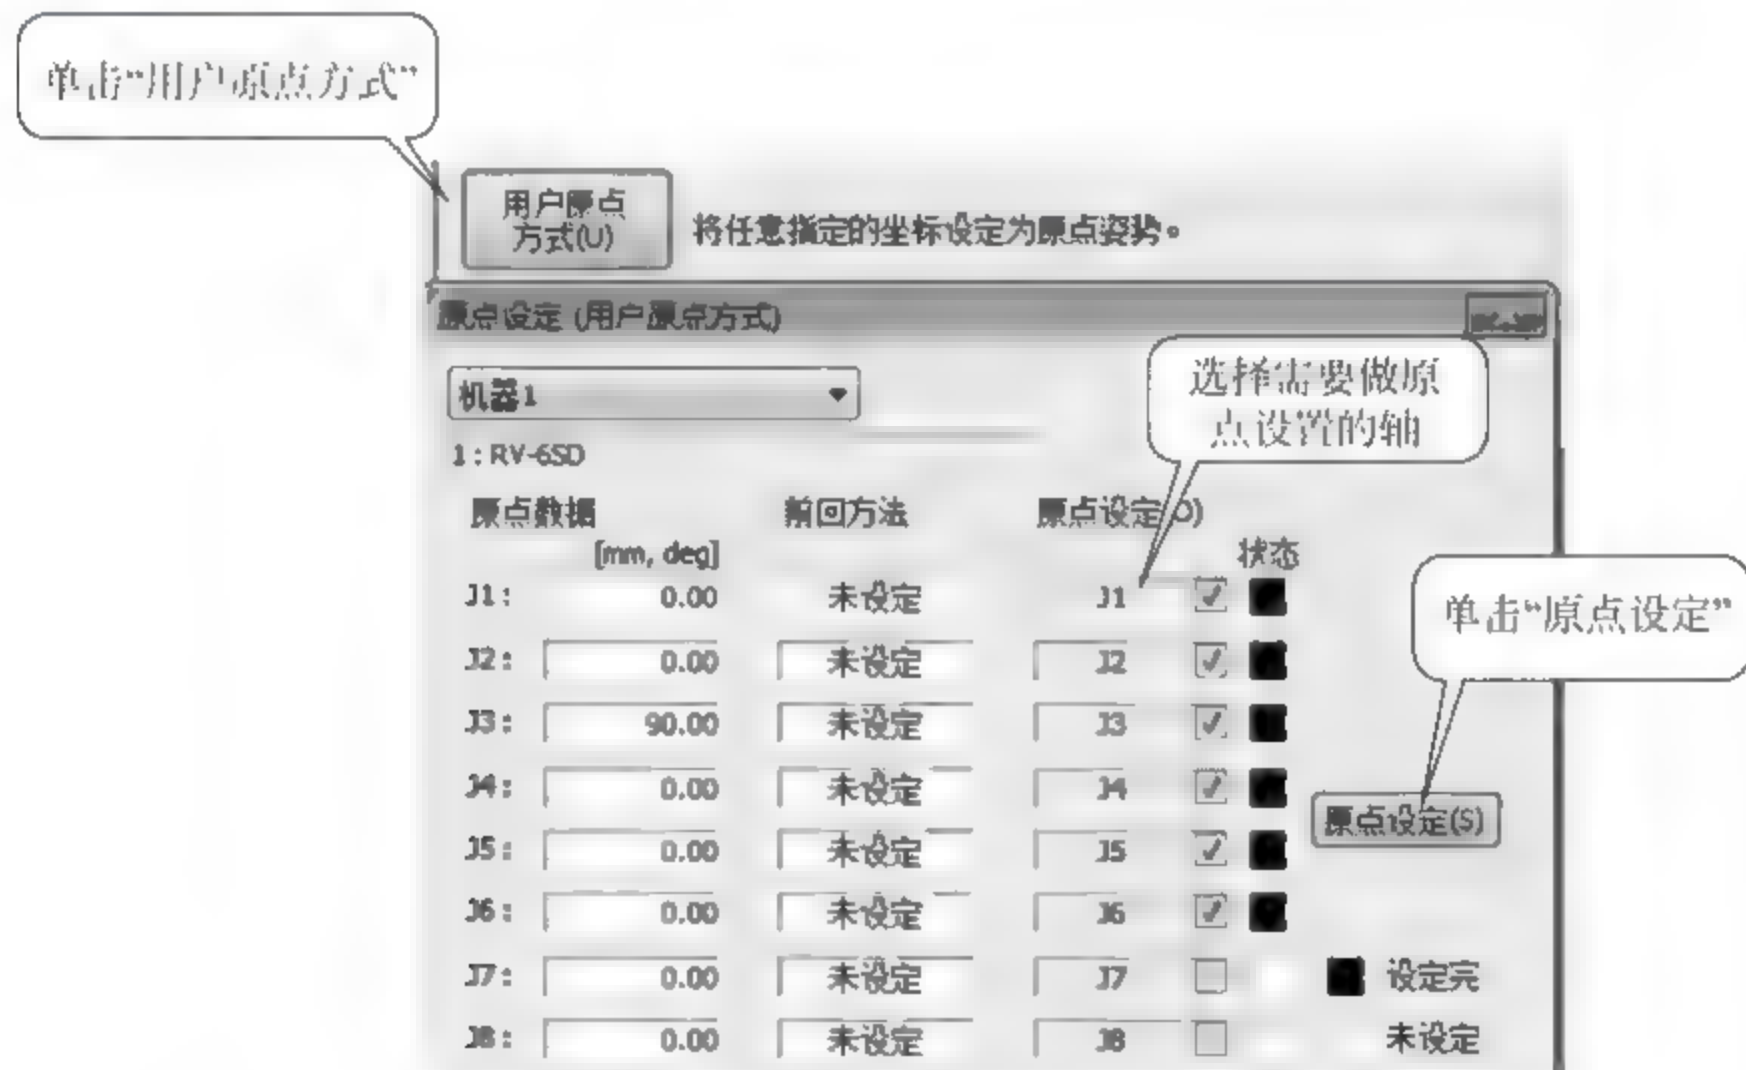 单击“用户原点方式”
用户原点
方式(U)
将任意指定的坐标设定为原点姿势。
原点设定 (用户原点方式)
机器1
选择需要做原
点设置的轴
1：RV-6SD
原点数据 前回方法 原点设定(O)
[mm, deg] 状态
J1： 0.00 未设定 J1
单击“原点设定”
J2： 0.00 未设定 J2
J3： 90.00 未设定 J3
J4： 0.00 未设定 J4
原点设定(S)
J5： 0.00 未设定 J5
J6： 0.00 未设定 J6
J7： 0.00 未设定 J7 设定完
J8： 0.00 未设定 J8 未设定